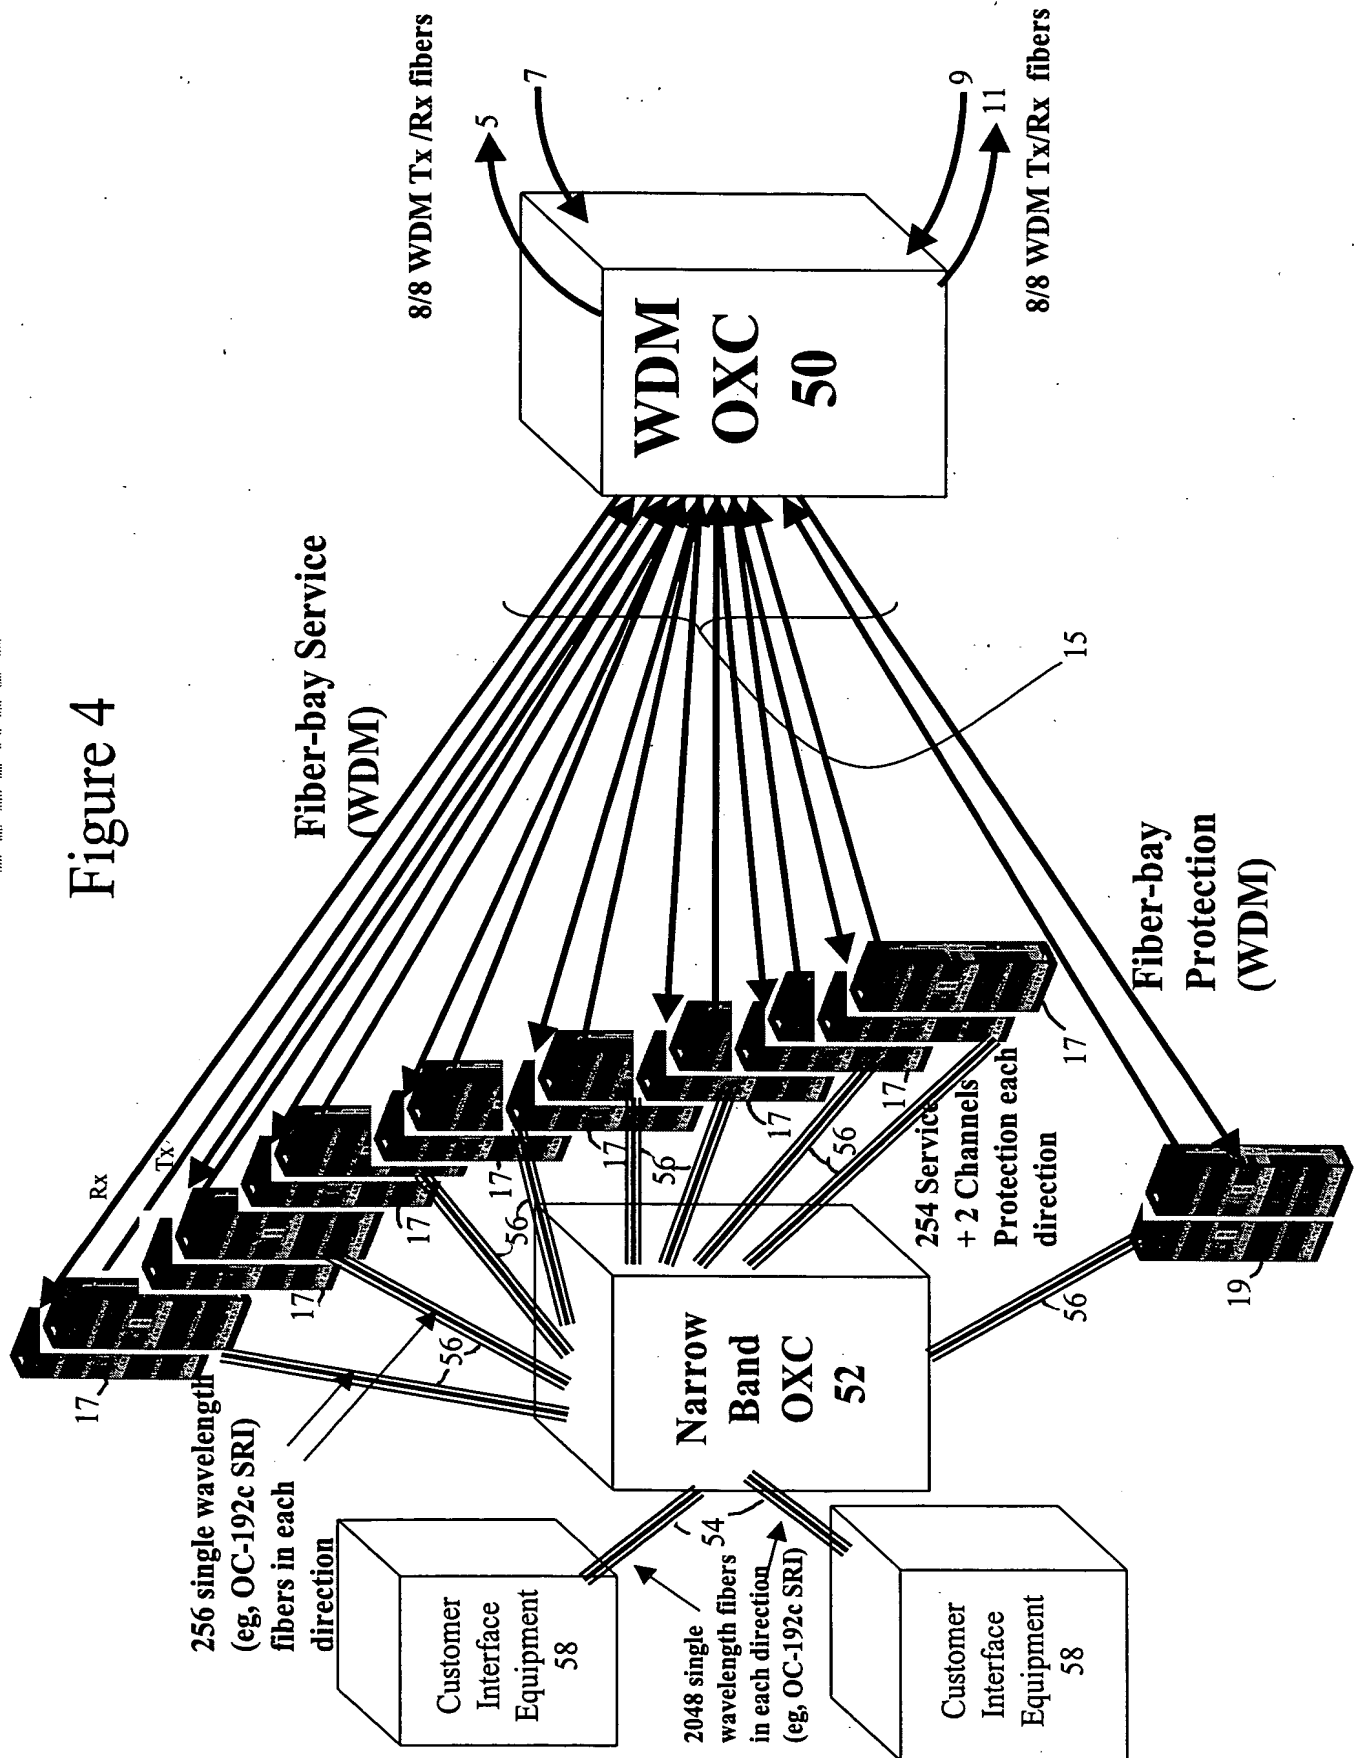 Figure 4
8/8 WDM Tx /Rx fibers
5
7
WDM
OXC
50
9
11
8/8 WDM Tx/Rx fibers
Fiber-bay Service
(WDM)
15
Fiber-bay
Protection
(WDM)
Rx
Tx
17
17
17
17
17
17
17
17
19
56
56
56
56
56
56
56
254 Service
+ 2 Channels
Protection each
direction
256 single wavelength
(eg, OC-192c SRI)
fibers in each
direction
Narrow
Band
OXC
52
54
2048 single
wavelength fibers
in each direction
(eg, OC-192c SRI)
Customer
Interface
Equipment
58
Customer
Interface
Equipment
58